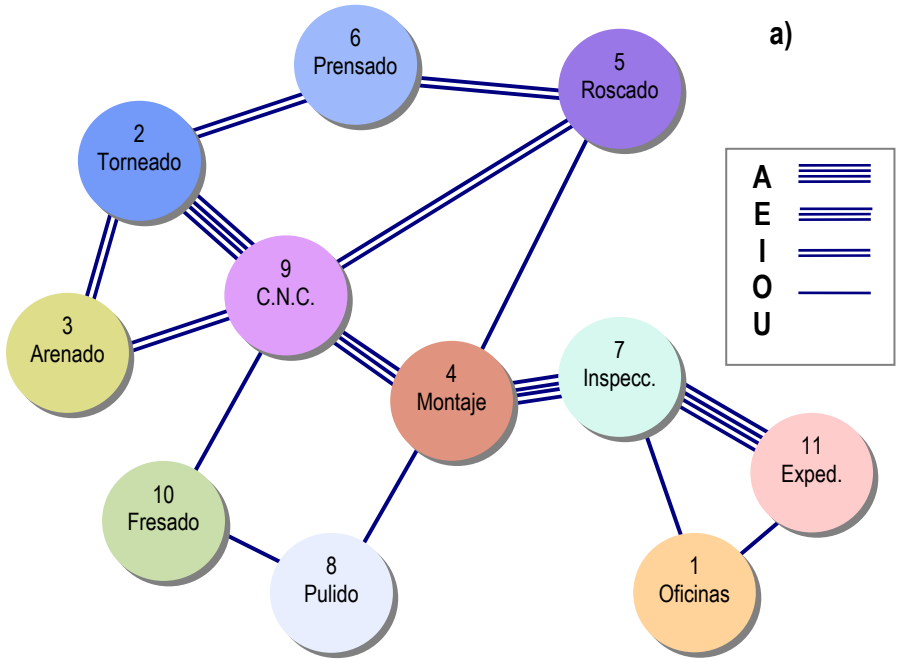 a)
6
Prensado
5
Roscado
2
Torneado
A
E
I
O
U
9
C.N.C.
3
Arenado
7
Inspecc.
4
Montaje
11
Exped.
10
Fresado
8
Pulido
1
Oficinas